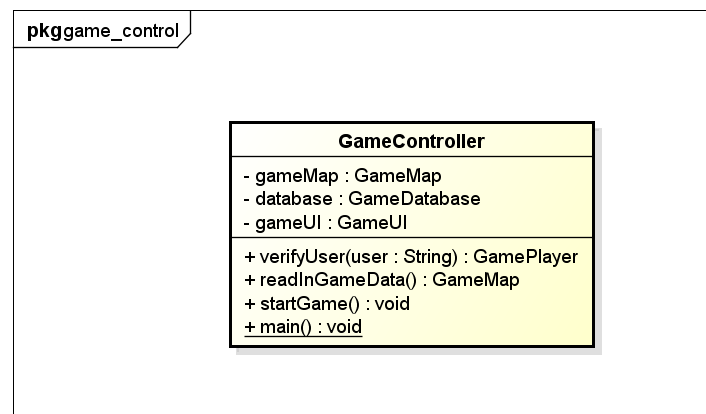 pkggame_control
GameController
- gameMap : GameMap
- database : GameDatabase
- gameUI : GameUI
+ verifyUser(user : String) : GamePlayer
+ readInGameData() : GameMap
+ startGame() : void
+ main() : void